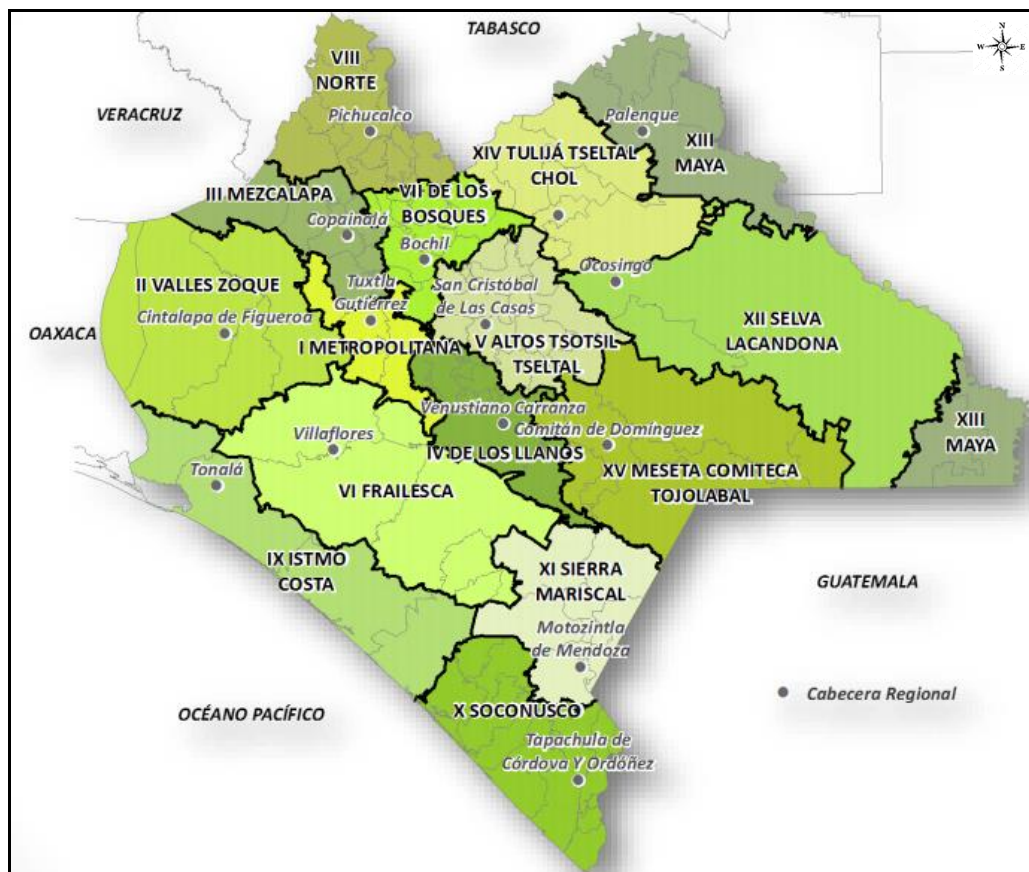 TABASCO
N
W E
S
VIII
NORTE
VERACRUZ
Pichucalco
Palenque
XIV TULIJÁ TSELTAL
CHOL
XIII
MAYA
III MEZCALAPA
VII DE LOS
BOSQUES
Copainalá
Bochil
Ocosingo
II VALLES ZOQUE
Tuxtla
Gutiérrez
San Cristóbal
de Las Casas
OAXACA
Cintalapa de Figueroa
I METROPOLITANA
V ALTOS TSOTSIL
TSELTAL
XII SELVA
LACANDONA
Venustiano Carranza
Comitán de Domínguez
XIII
MAYA
Villaflores
IV DE LOS LLANOS
Tonalá
VI FRAILESCA
XV MESETA COMITECA
TOJOLABAL
IX ISTMO
COSTA
XI SIERRA
MARISCAL
GUATEMALA
Motozintla
de Mendoza
Cabecera Regional
OCÉANO PACÍFICO
X SOCONUSCO
Tapachula de
Córdova Y Ordóñez